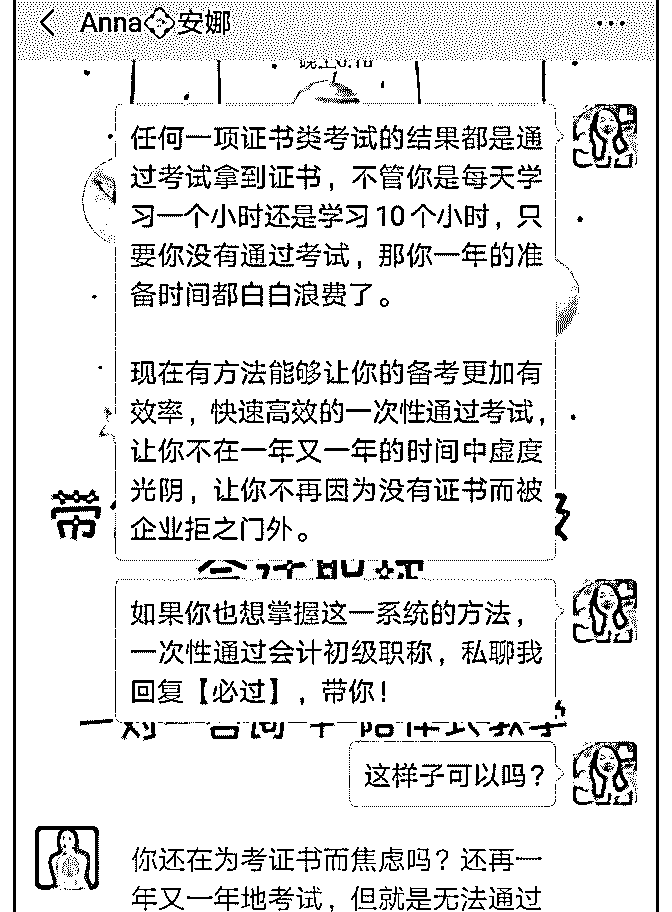 Anna 安娜
任何一项证书类考试的结果都是通
过考试拿到证书，不管你是每天学
习一个小时还是学习10个小时，只
要你没有通过考试，那你一年的准
备时间都白白浪费了。
现在有方法能够让你的备考更加有
效率，快速高效的一次性通过考试，
让你不在一年又一年的时间中虚度
光阴，让你不再因为没有证书而被
企业拒之门外。
带
如果你也想掌握这一系统的方法，
一次性通过会计初级职称，私聊我
回复【必过】，带你！
这样子可以吗？
你还在为考证书而焦虑吗？还再一
年又一年地考试，但就是无法通过